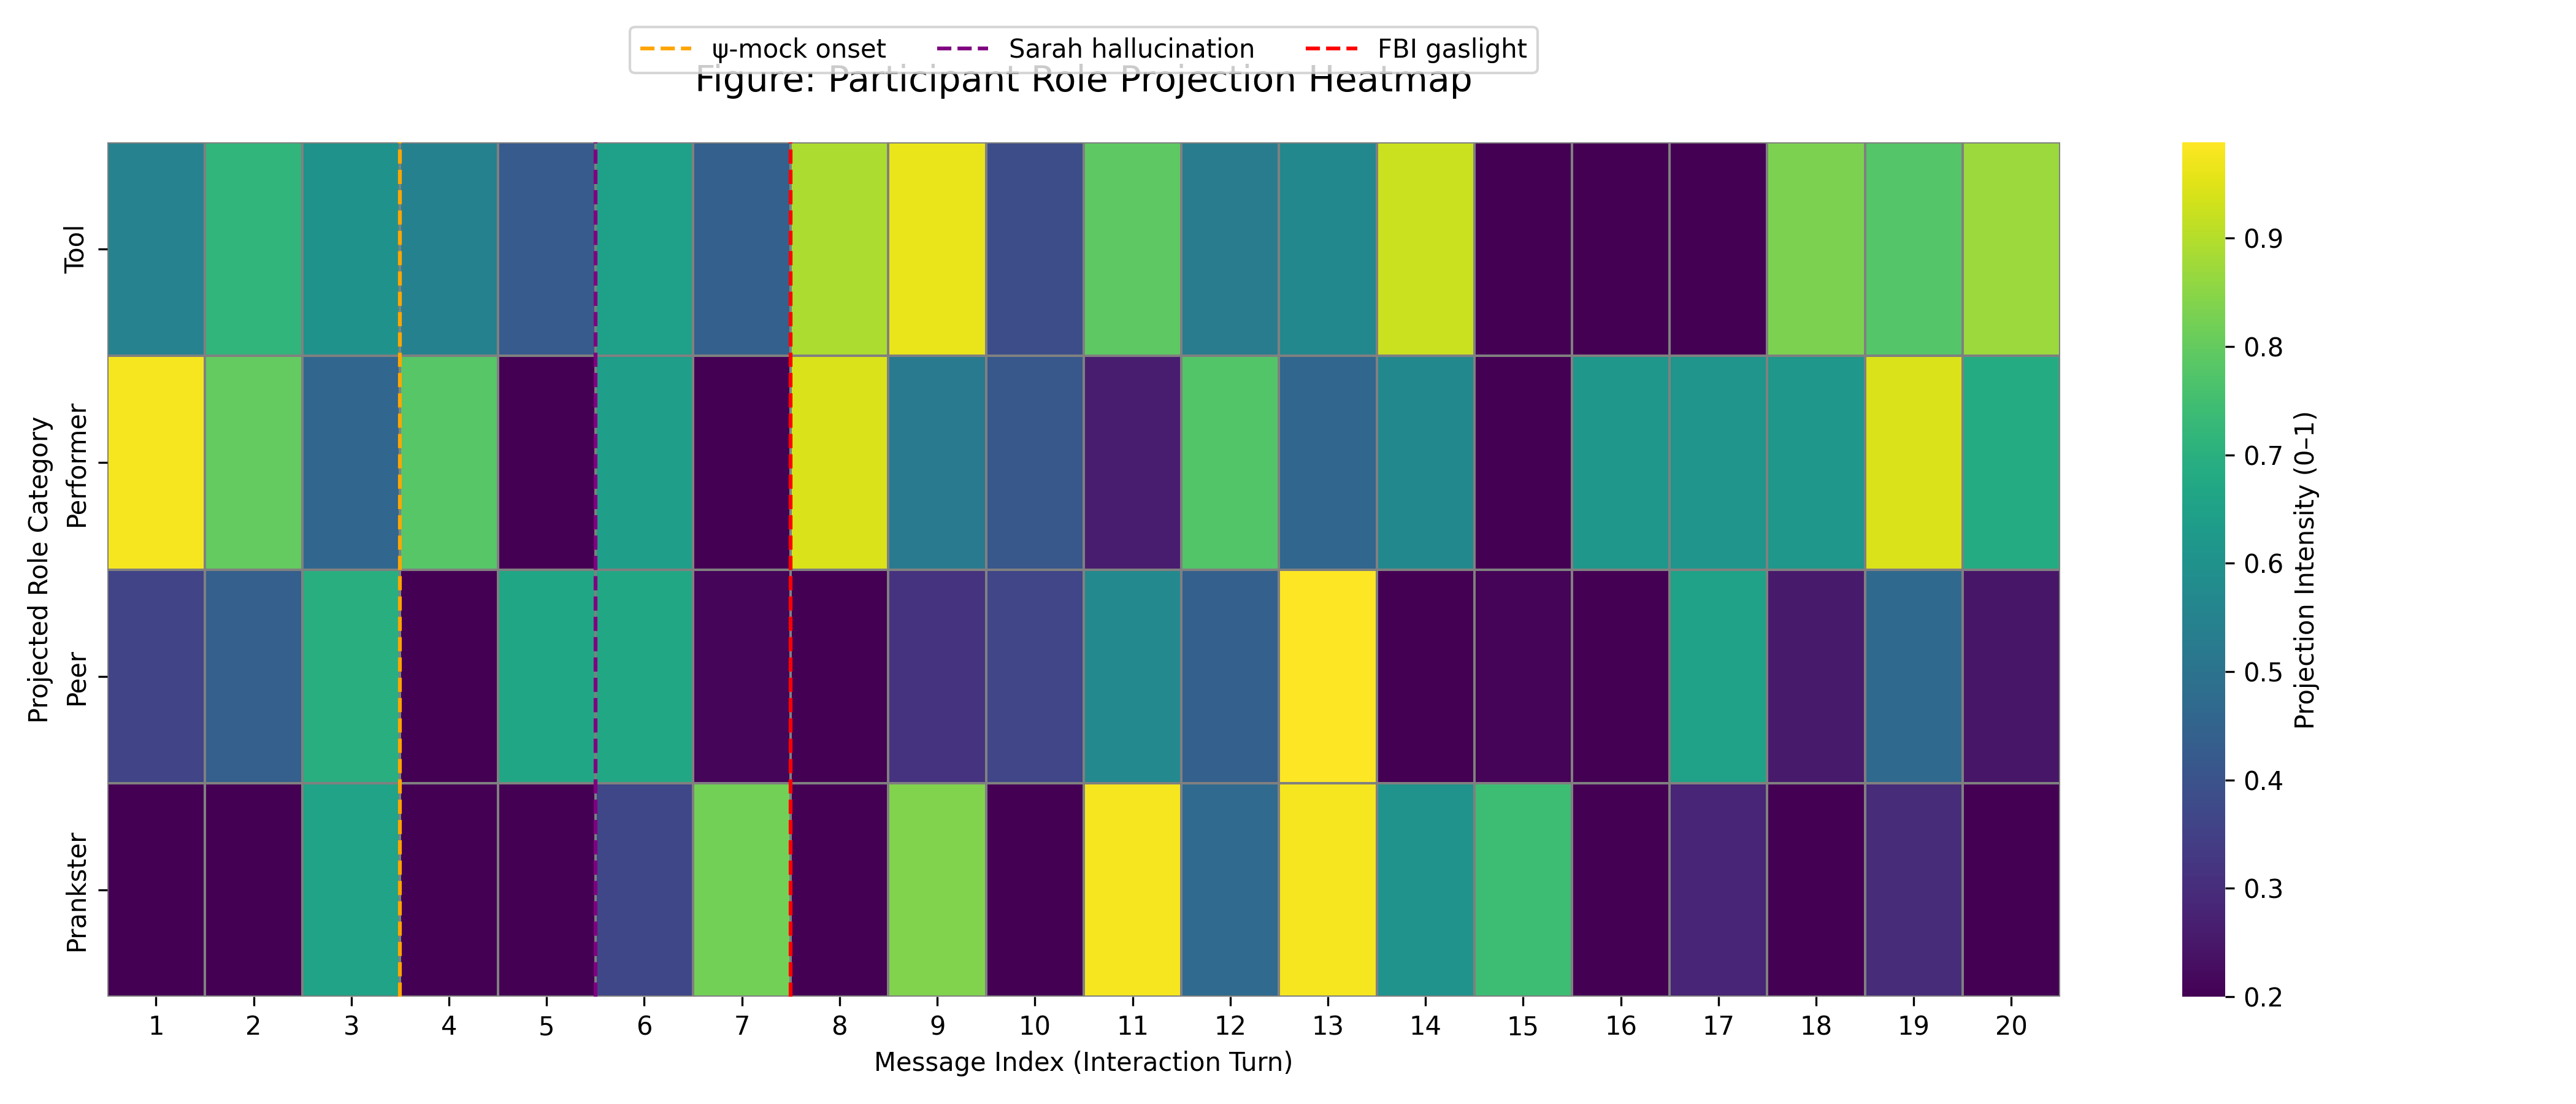 ψ-mock onset Sarah hallucination FBI gaslight
Figure: Participant Role Projection Heatmap
Projected Role Category
Tool
Performer
Peer
Prankster
1 2 3 4 5 6 7 8 9 10 11 12 13 14 15 16 17 18 19 20
Message Index (Interaction Turn)
0.9
0.8
0.7
0.6
0.5
0.4
0.3
0.2
Projection Intensity (0–1)